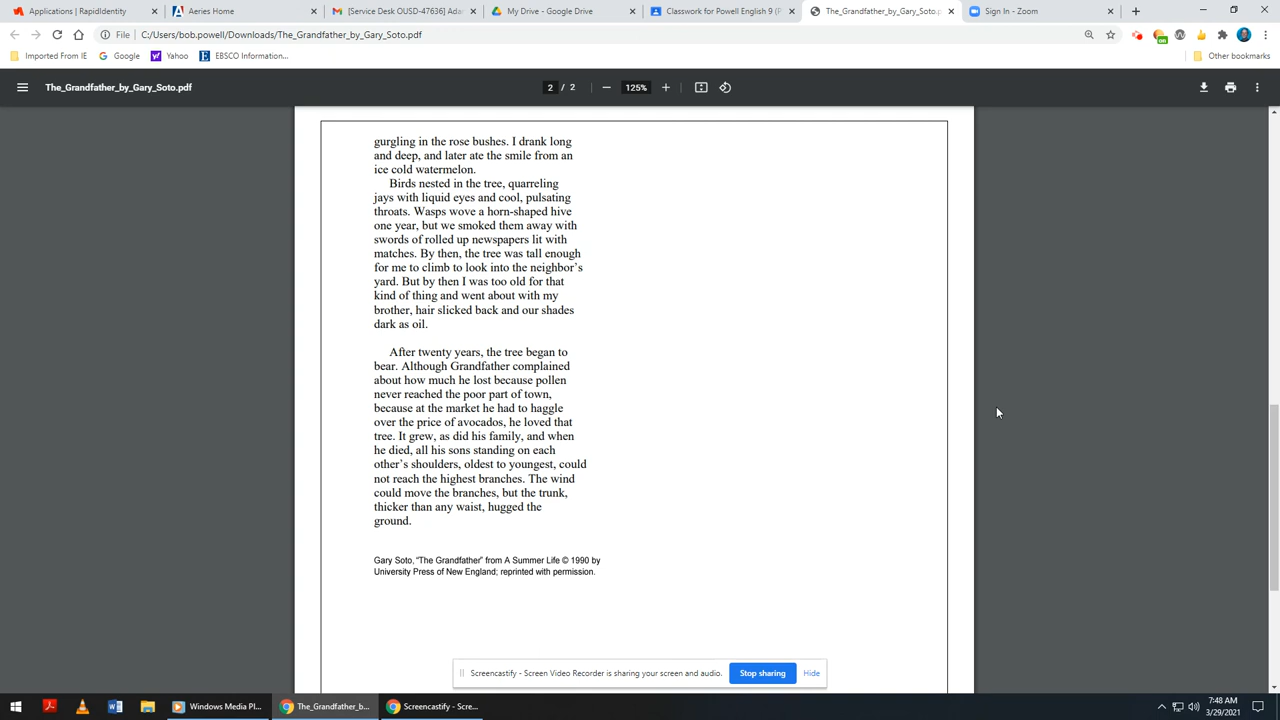 Applications | RapidIdentity
Aeries Home
[Service Desk OUSD-47636] Ada
My Drive - Google Drive
Classwork for Powell English 9 (P
The_Grandfather_by_Gary_Soto.p
Sign In - Zoom
File C:/Users/bob.powell/Downloads/The_Grandfather_by_Gary_Soto.pdf
Imported From IE
Google
Yahoo
EBSCO Information...
Other bookmarks
The_Grandfather_by_Gary_Soto.pdf
2 / 2
125%
gurgling in the rose bushes. I drank long
and deep, and later ate the smile from an
ice cold watermelon.
Birds nested in the tree, quarreling
jays with liquid eyes and cool, pulsating
throats. Wasps wove a horn-shaped hive
one year, but we smoked them away with
swords of rolled up newspapers lit with
matches. By then, the tree was tall enough
for me to climb to look into the neighbor's
yard. But by then I was too old for that
kind of thing and went about with my
brother, hair slicked back and our shades
dark as oil.
After twenty years, the tree began to
bear. Although Grandfather complained
about how much he lost because pollen
never reached the poor part of town,
because at the market he had to haggle
over the price of avocados, he loved that
tree. It grew, as did his family, and when
he died, all his sons standing on each
other's shoulders, oldest to youngest, could
not reach the highest branches. The wind
could move the branches, but the trunk,
thicker than any waist, hugged the
ground.
Gary Soto, "The Grandfather" from A Summer Life © 1990 by
University Press of New England; reprinted with permission.
Screencastify - Screen Video Recorder is sharing your screen and audio.
Stop sharing
Hide
Windows Media Pl...
The_Grandfather_b...
Screencastify - Scre...
7:48 AM
3/29/2021